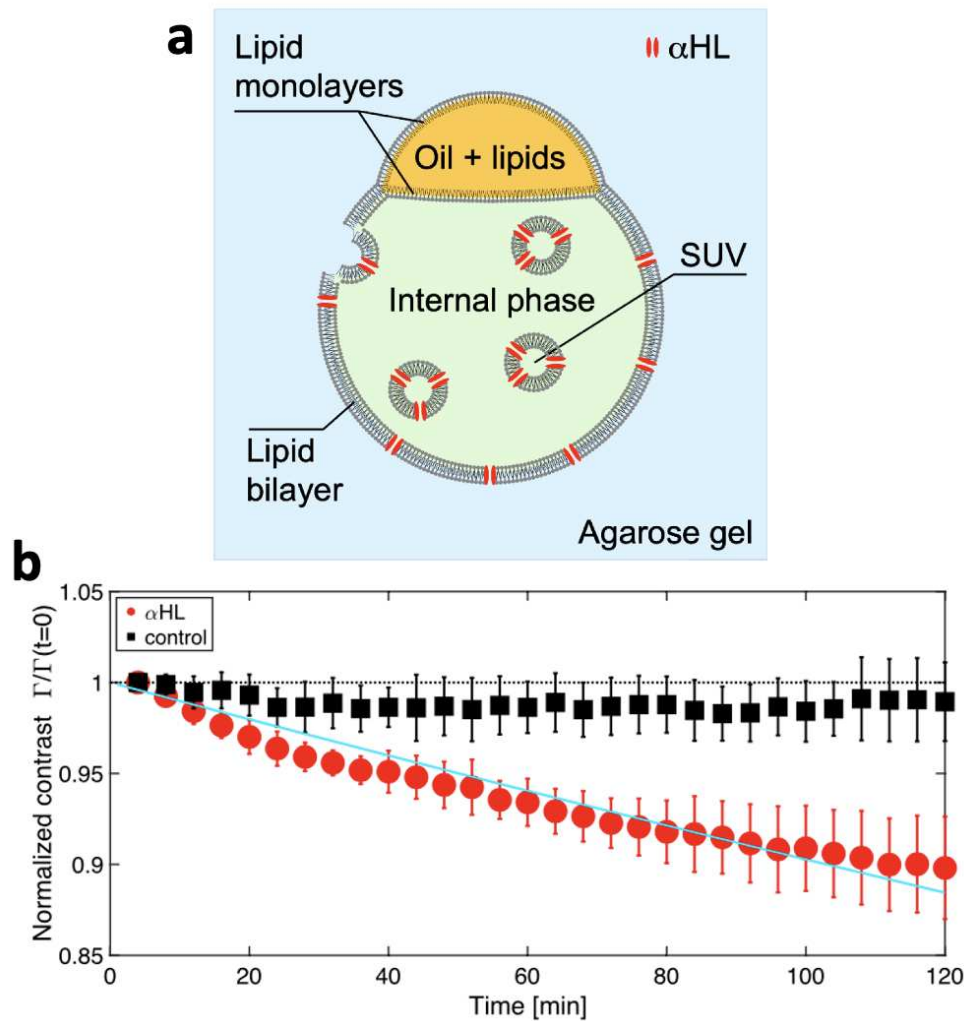 a
Lipid
monolayers
αHL
Oil + lipids
SUV
Internal phase
Lipid
bilayer
Agarose gel
b
Normalized contrast Γ/Γ(t=0)
1.05
1
0.95
0.9
0.85
αHL
control
0
20
40
60
80
100
120
Time [min]